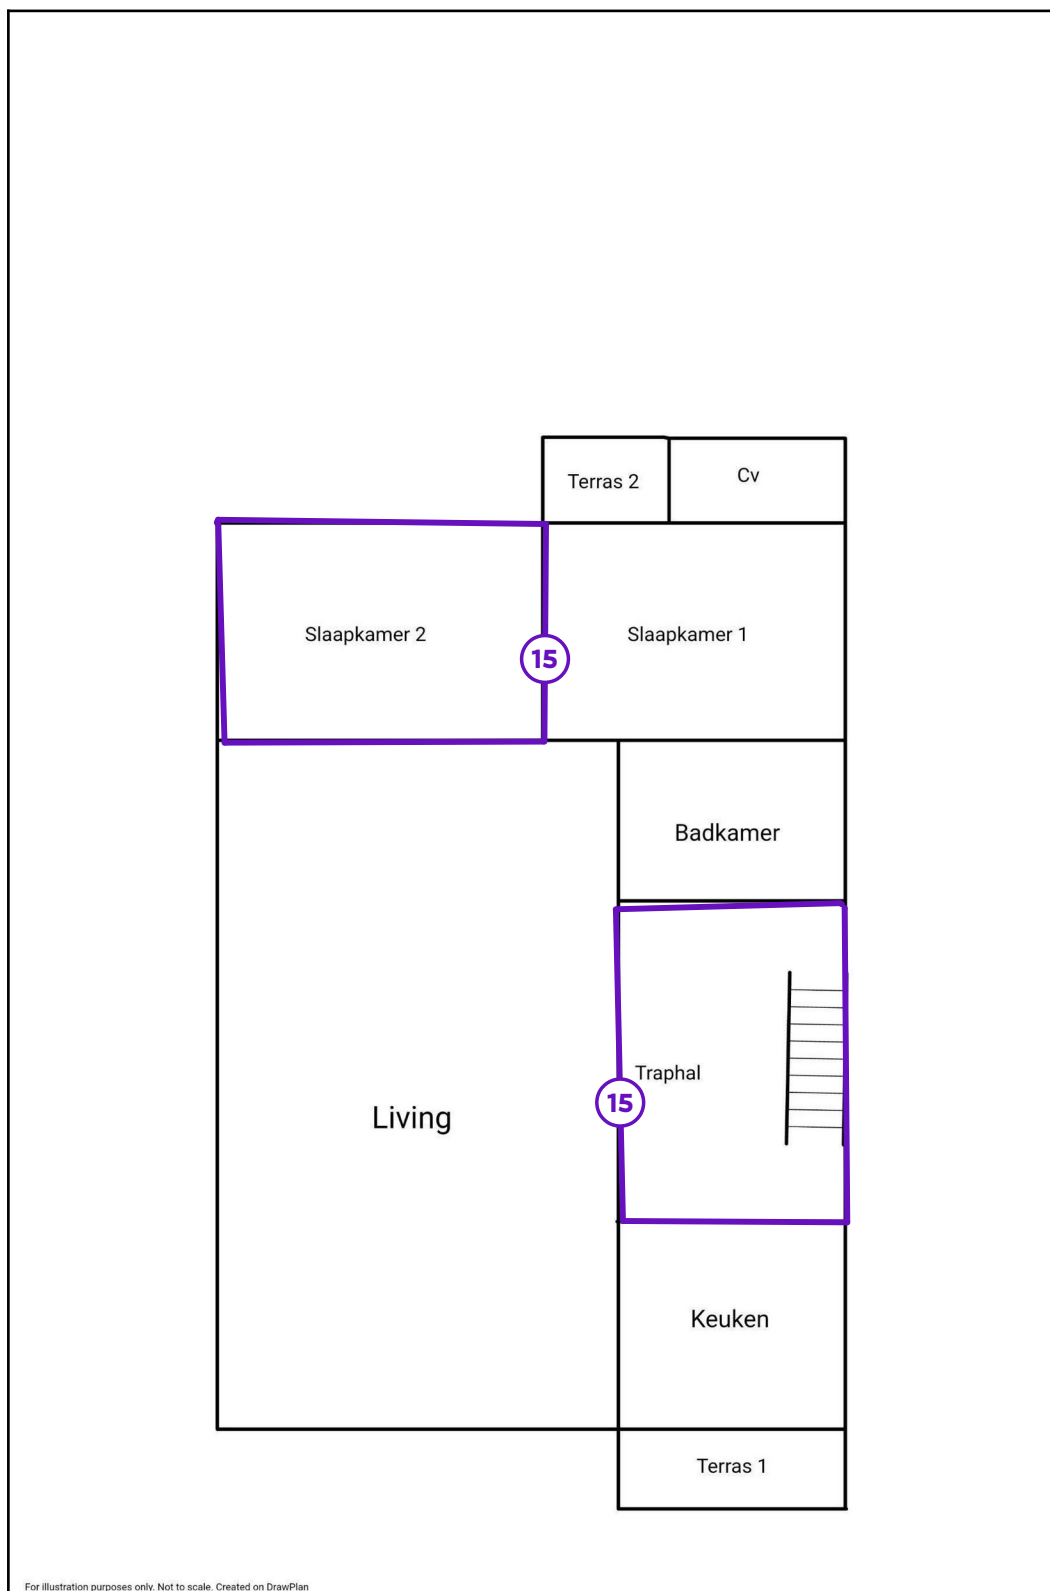 Terras 2
Cv
Slaapkamer 2
Slaapkamer 1
15
Badkamer
Traphal
15
Living
Keuken
Terras 1
For illustration purposes only. Not to scale. Created on DrawPlan